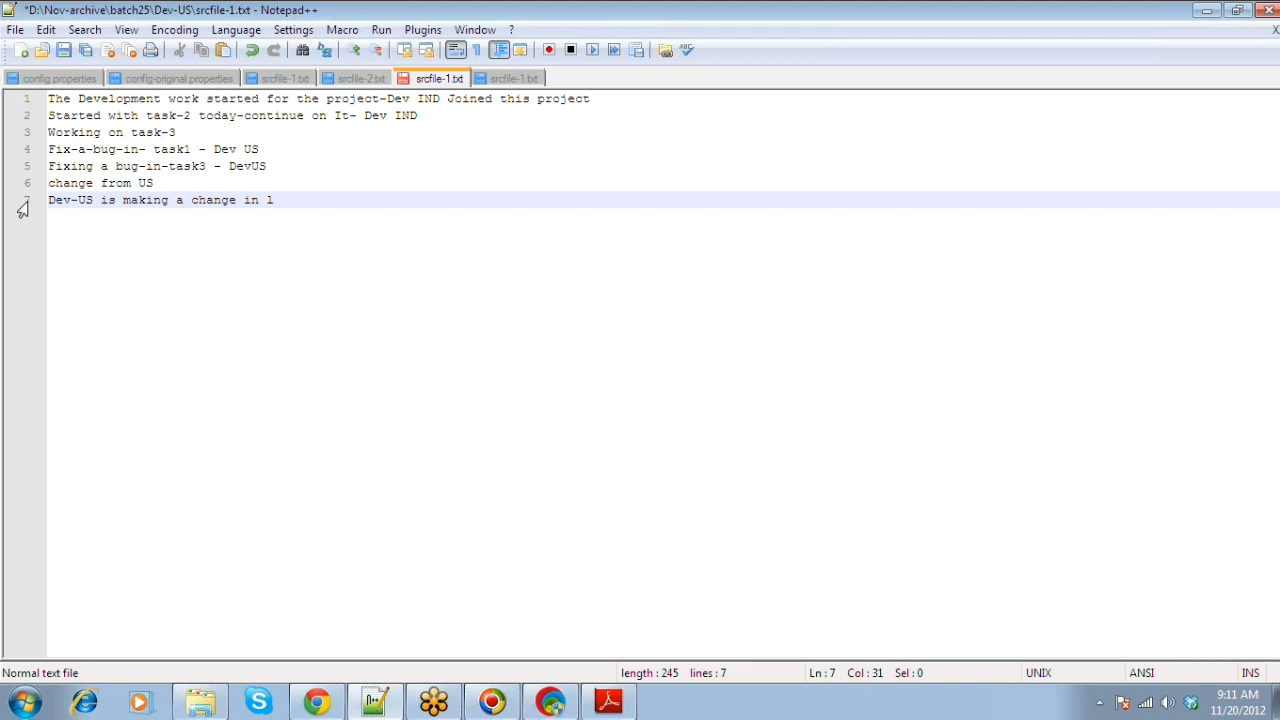 *D:\Nov-archive\batch25\Dev-US\srcfile-1.txt - Notepad++
File Edit Search View Encoding Language Settings Macro Run Plugins Window ? X
config.properties config-original.properties srcfile-1.txt srcfile-2.txt srcfile-1.txt srcfile-1.txt
1 The Development work started for the project-Dev IND Joined this project
2 Started with task-2 today-continue on It- Dev IND
3 Working on task-3
4 Fix-a-bug-in- task1 - Dev US
5 Fixing a bug-in-task3 - DevUS
6 change from US
7 Dev-US is making a change in l
Normal text file length : 245 lines : 7 Ln : 7 Col : 31 Sel : 0 UNIX ANSI INS
9:11 AM
11/20/2012